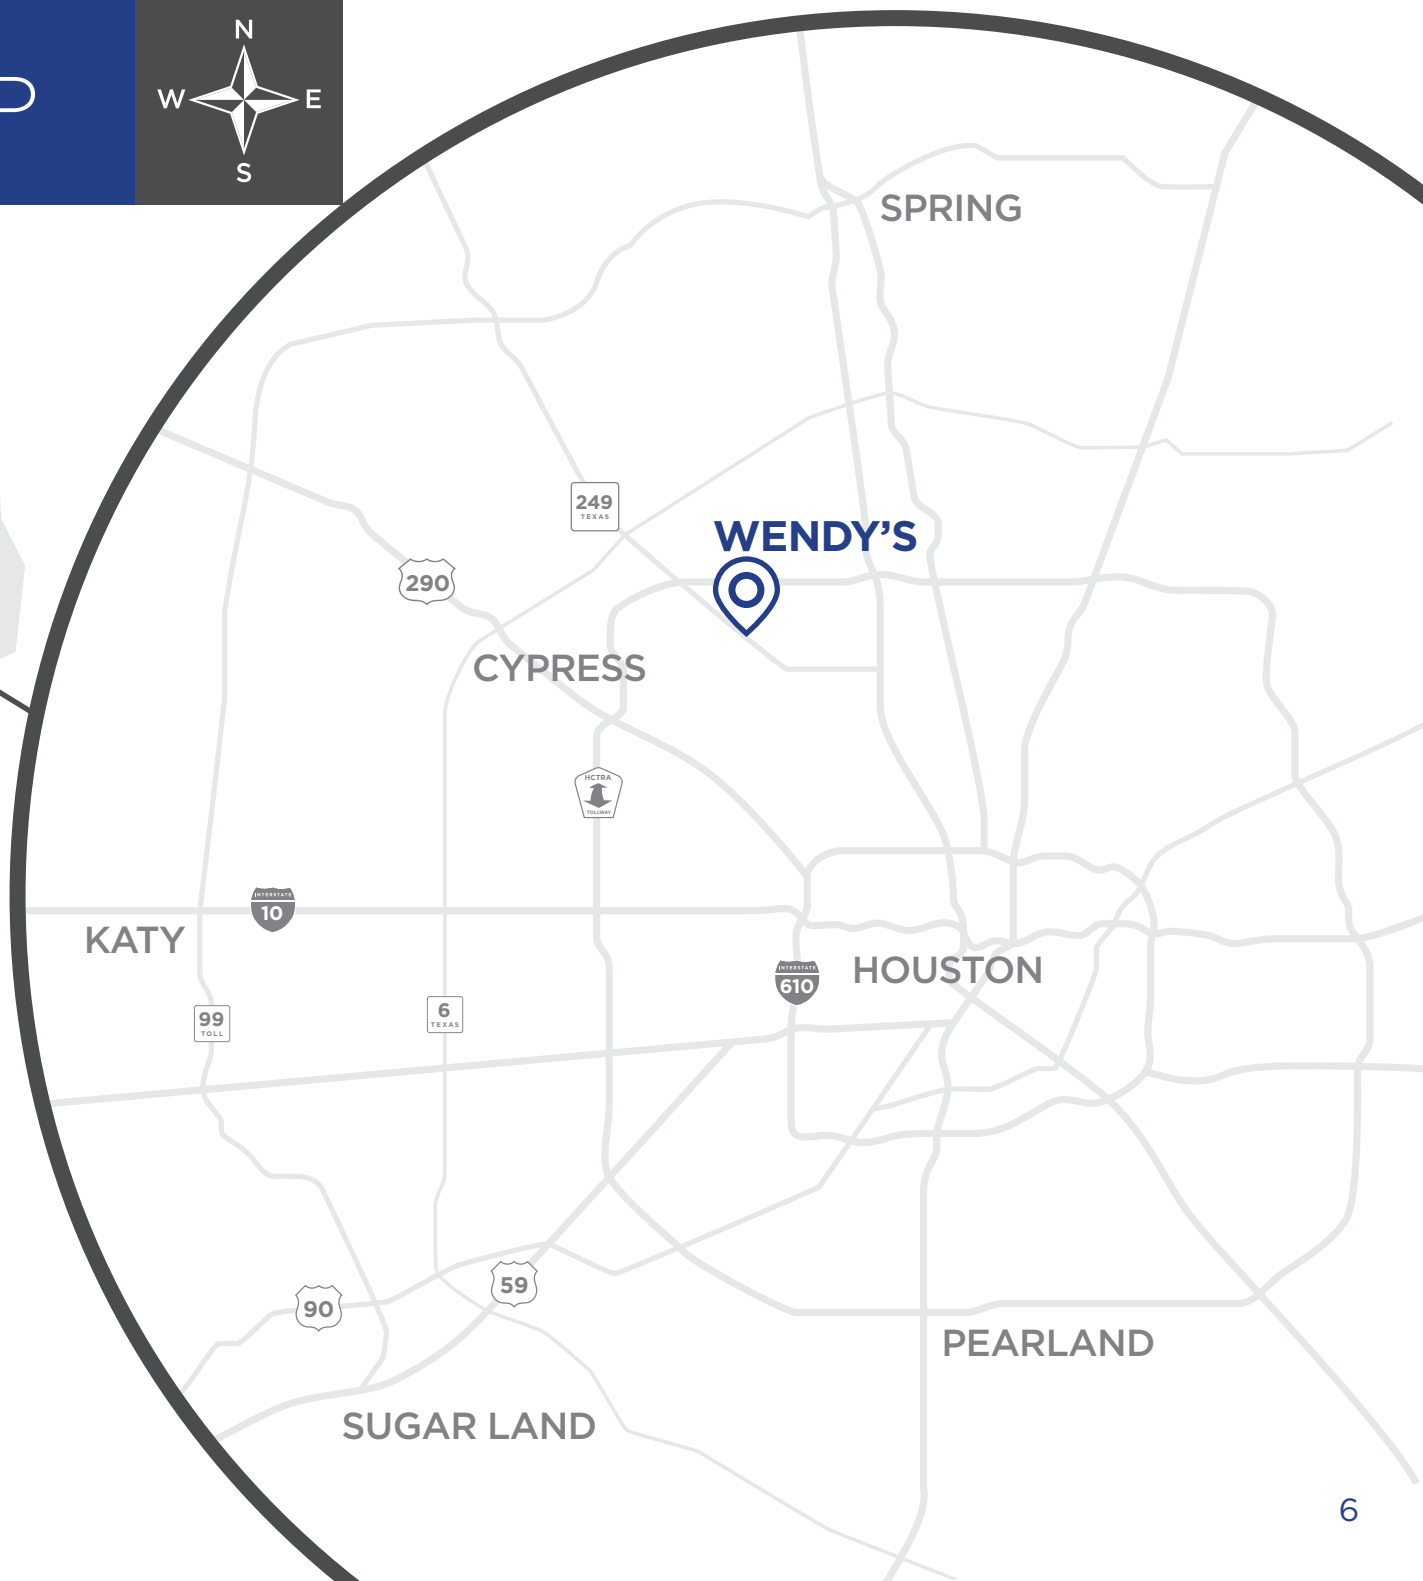 N
W E
S
SPRING
249
TEXAS
WENDY'S
290
CYPRESS
HCTRA
TOLLWAY
INTERSTATE
10
KATY
INTERSTATE
610
HOUSTON
99
TOLL
6
TEXAS
59
90
PEARLAND
SUGAR LAND
6